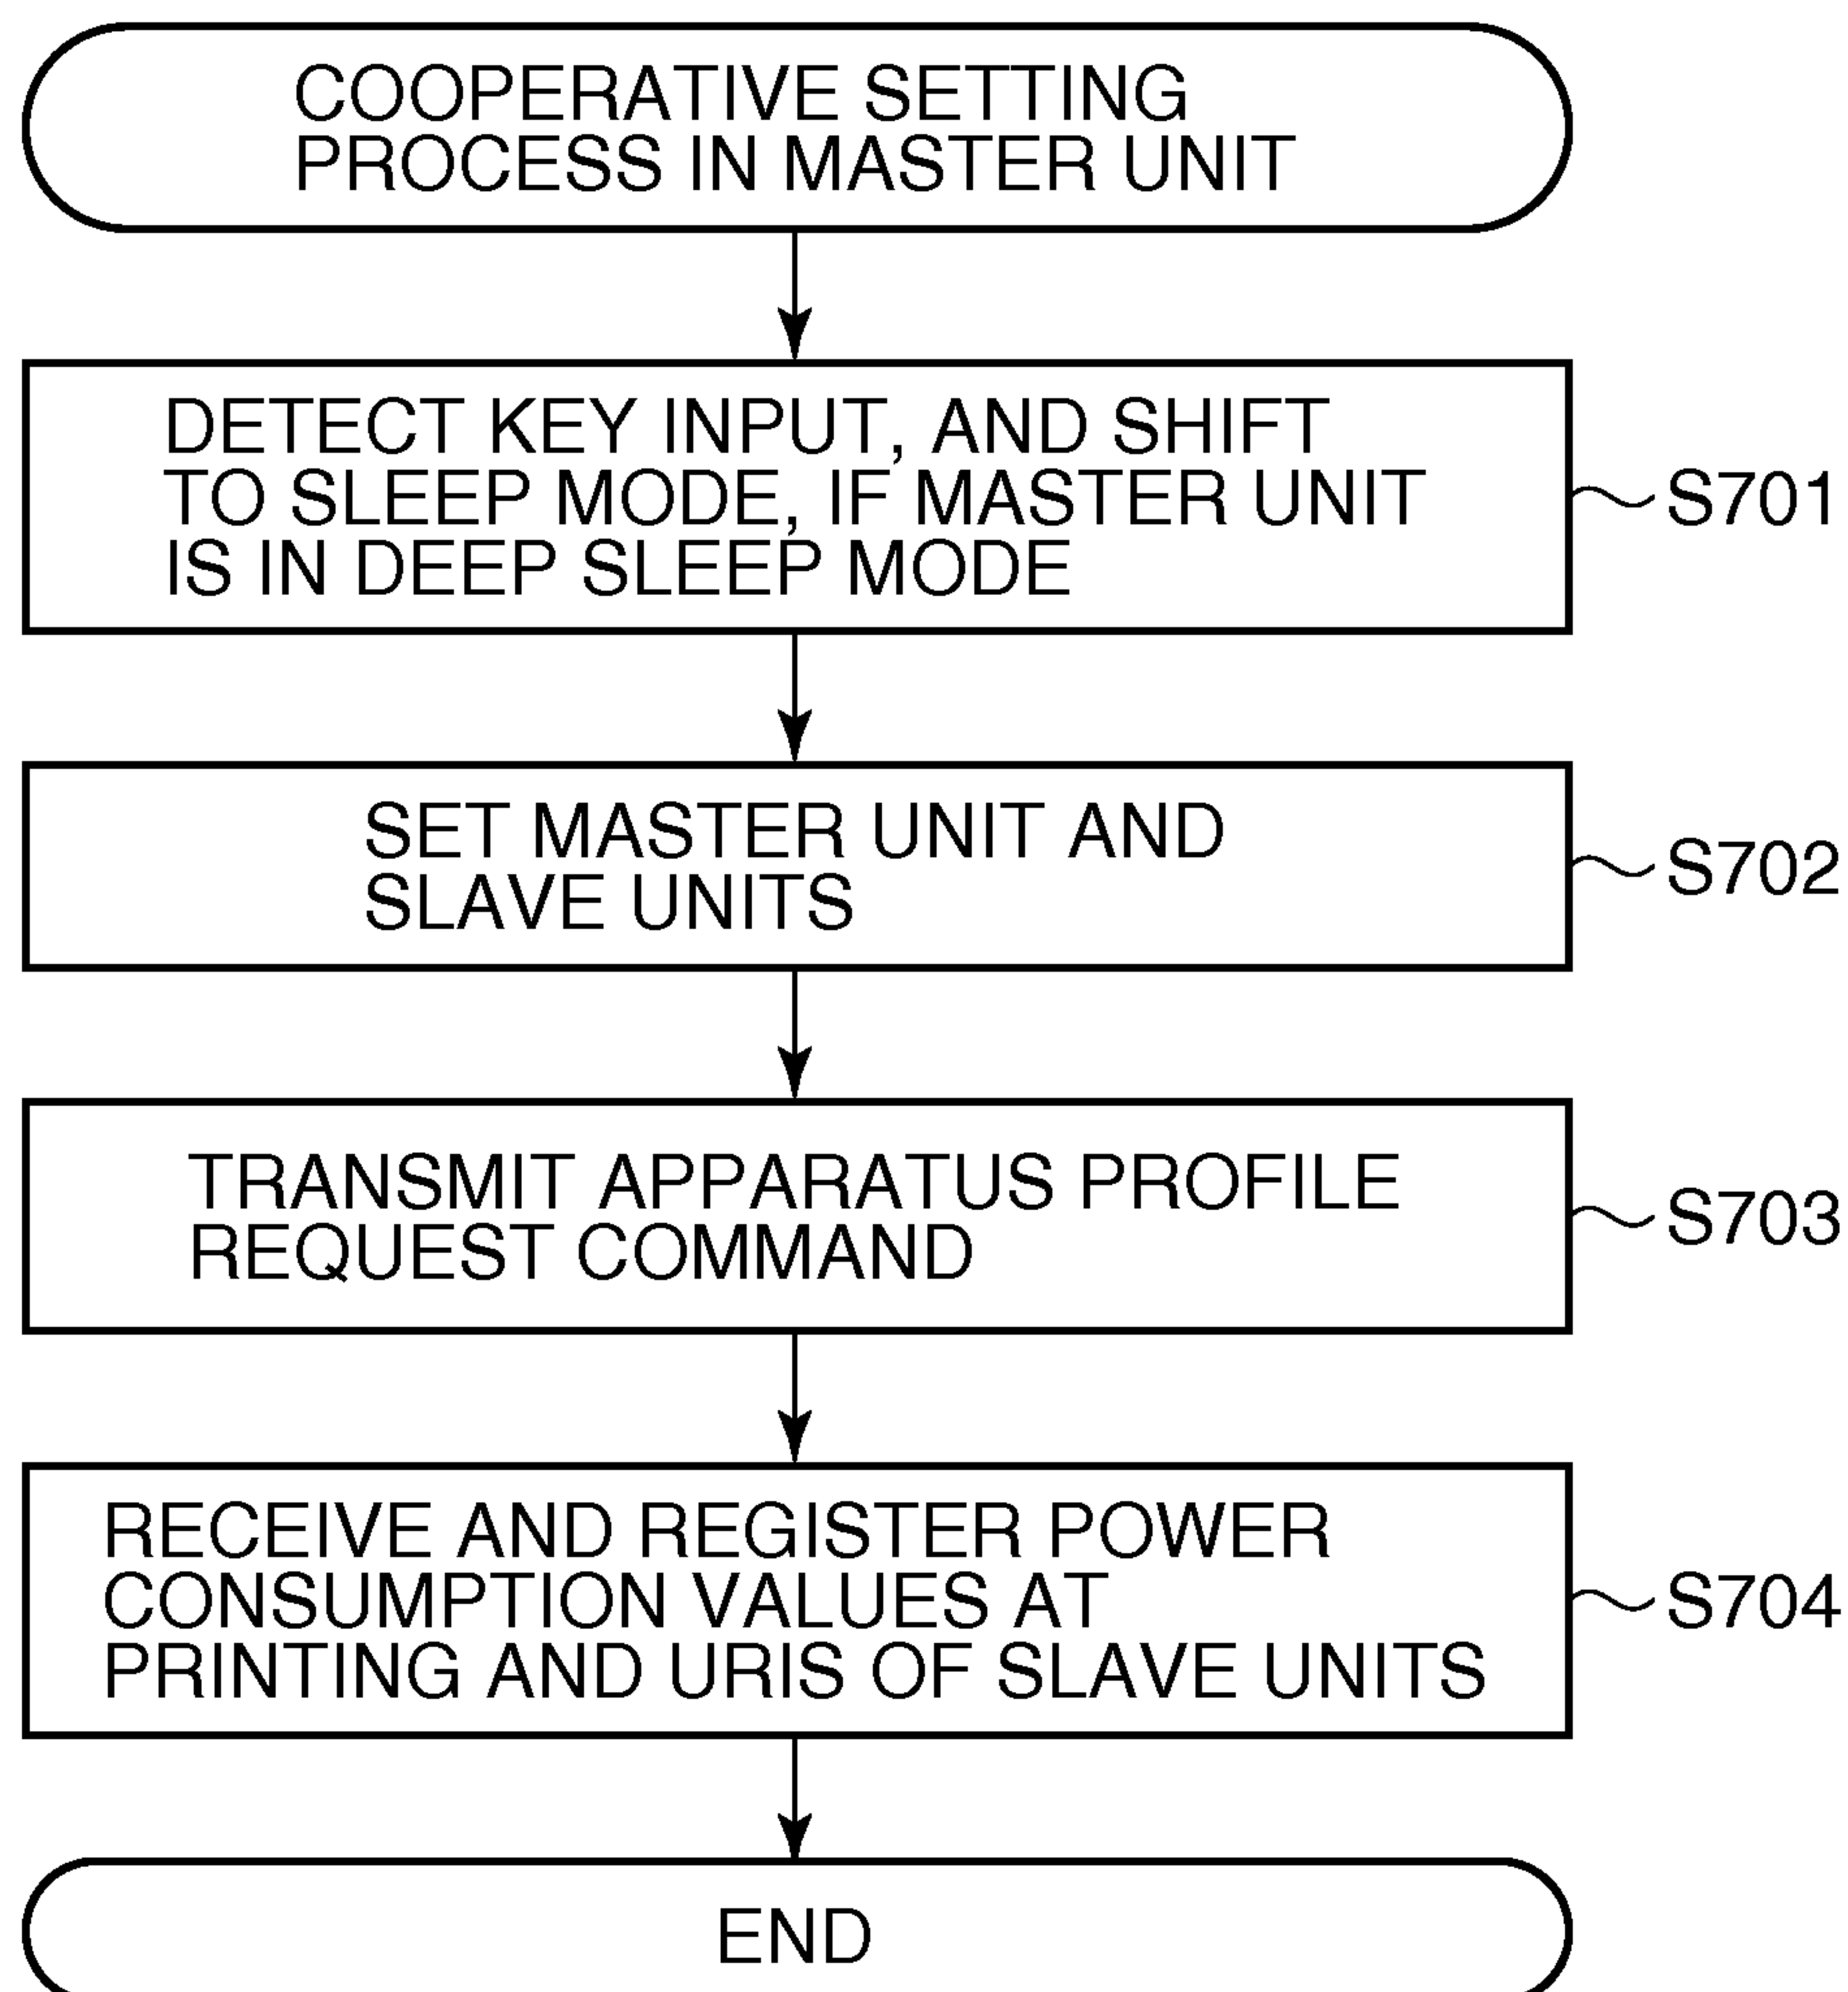 COOPERATIVE SETTING
PROCESS IN MASTER UNIT
DETECT KEY INPUT, AND SHIFT
TO SLEEP MODE, IF MASTER UNIT
IS IN DEEP SLEEP MODE
S701
SET MASTER UNIT AND
SLAVE UNITS
S702
TRANSMIT APPARATUS PROFILE
REQUEST COMMAND
S703
RECEIVE AND REGISTER POWER
CONSUMPTION VALUES AT
PRINTING AND URIS OF SLAVE UNITS
S704
END